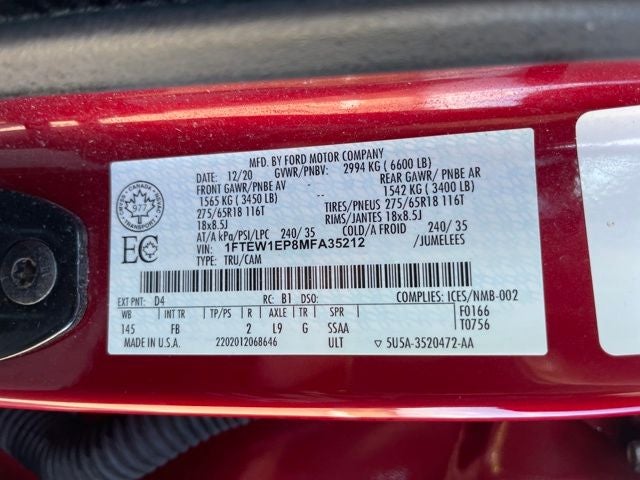 MFD. BY FORD MOTOR COMPANY
DATE: 12/20 GVWR/PNBV: 2994 KG ( 6600 LB)
FRONT GAWR/PNBE AV REAR GAWR / PNBE AR
1565 KG ( 3450 LB) 1542 KG ( 3400 LB)
275/65R18 116T TIRES/PNEUS 275/65R18 116T
18x8.5J RIMS/JANTES 18x8.5J
AT/A kPa/PSI/LPC 240/ 35 COLD/A FROID 240/ 35
VIN: 1FTEW1EP8MFA35212 /JUMELEES
TYPE: TRU/CAM
CANADA
TRANSPORT
977
EC
EXT PNT: D4 RC: B1 DSO: COMPLIES: ICES/NMB-002
WB INT TR TP/PS R AXLE TR SPR F0166
145 FB 2 L9 G SSAA T0756
MADE IN U.S.A. 2202012068646 ULT ▽ 5U5A-3520472-AA